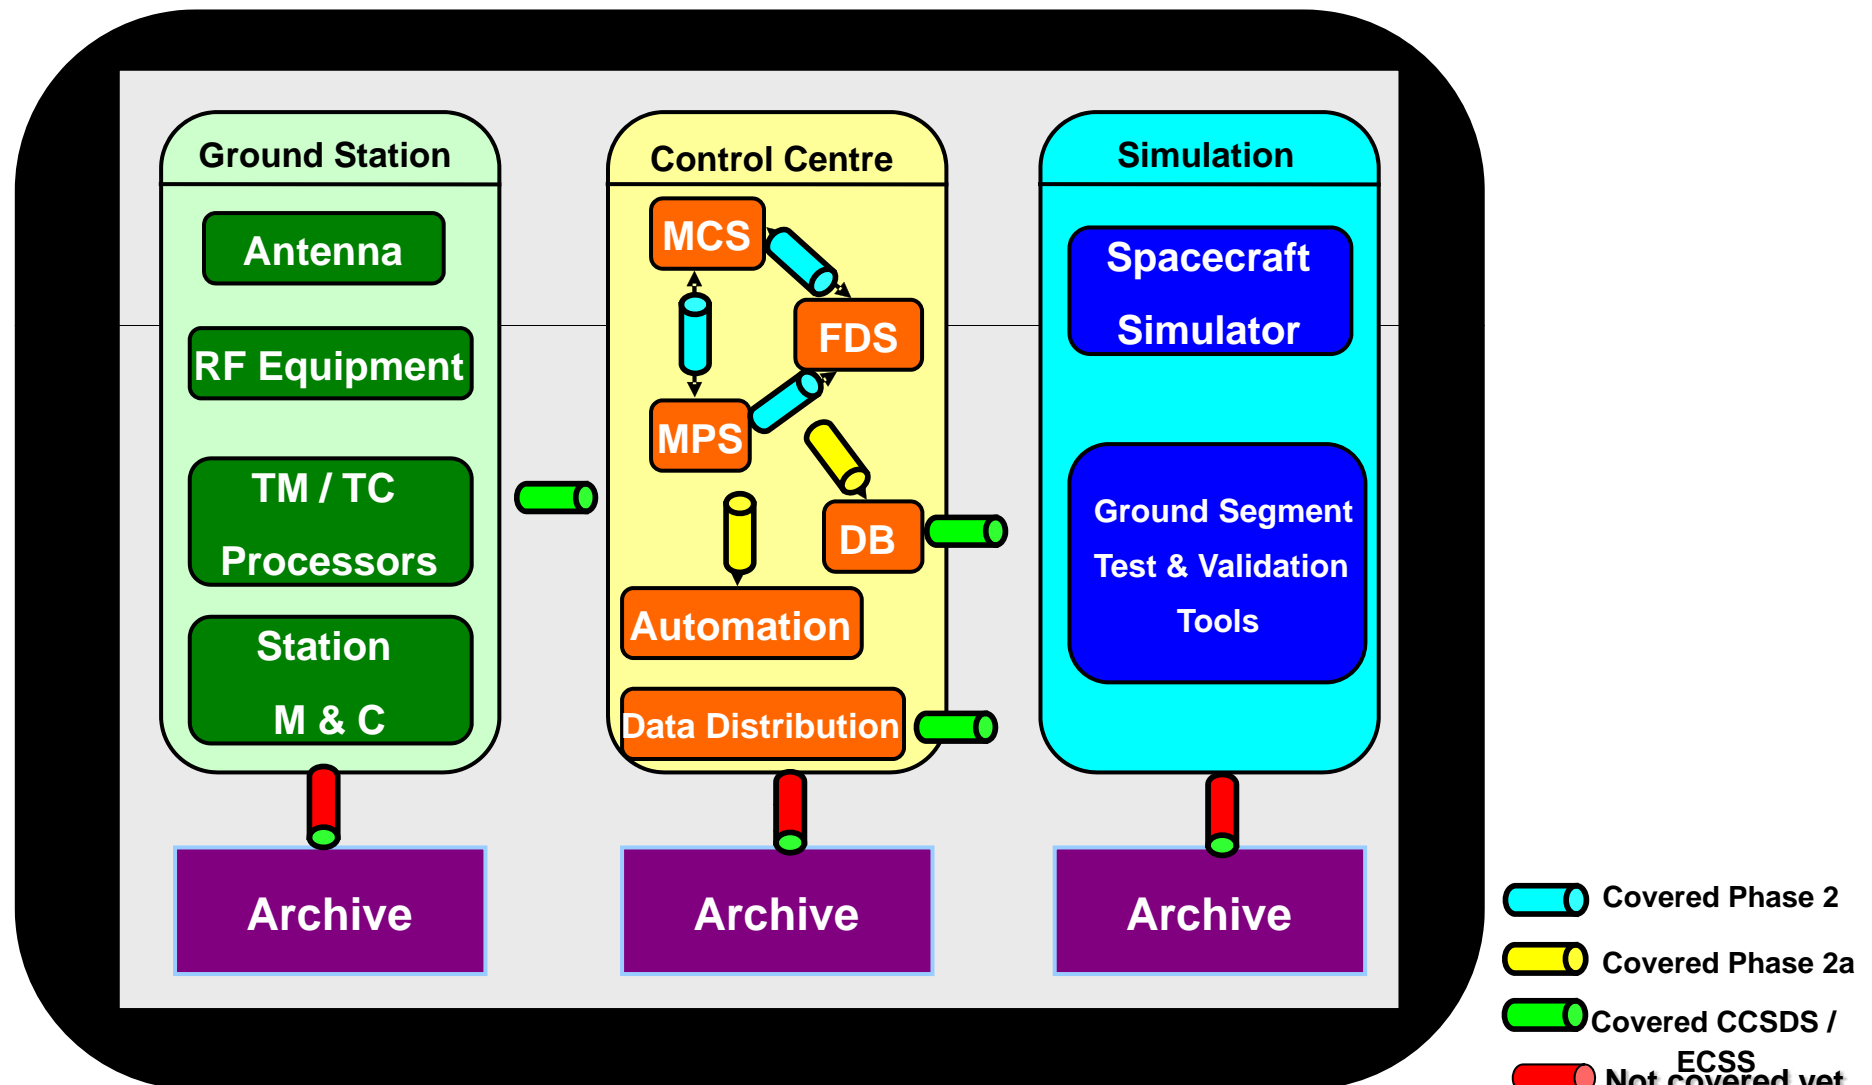 Ground Station
Antenna
RF Equipment
TM / TC
Processors
Station
M & C
Archive
Control Centre
MCS
FDS
MPS
DB
Automation
Data Distribution
Archive
Simulation
Spacecraft
Simulator
Ground Segment
Test & Validation
Tools
Archive
Covered Phase 2
Covered Phase 2a
Covered CCSDS /
ECSS
Not covered yet